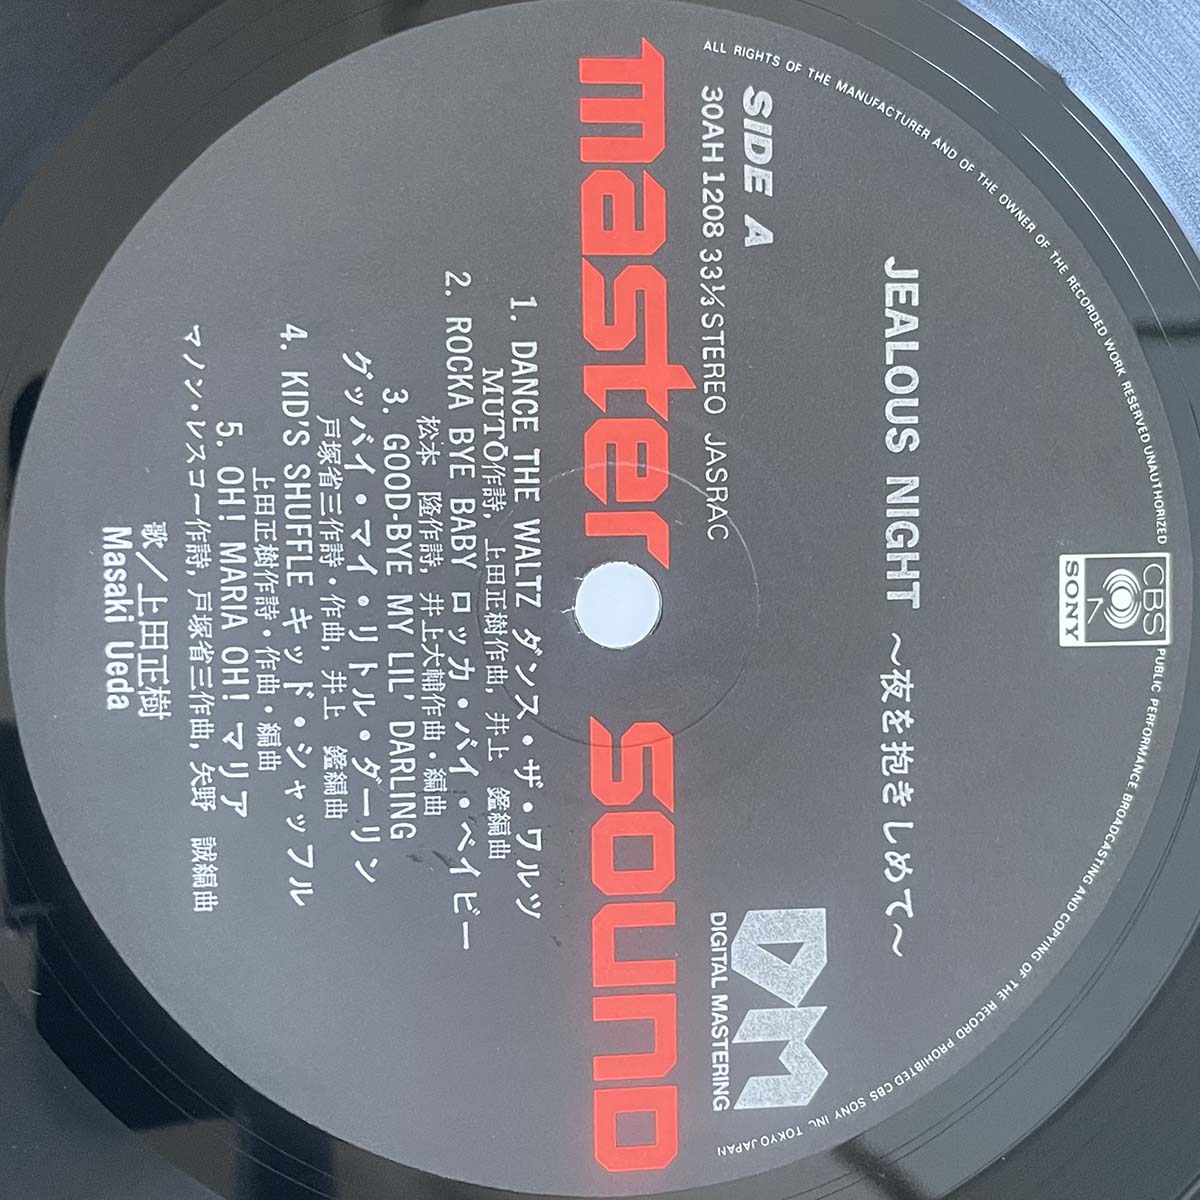 ALL RIGHTS OF THE MANUFACTURER AND OF THE OWNER OF THE RECORDED WORK RESERVED UNAUTHORIZED PUBLIC PERFORMANCE BROADCASTING AND COPYING OF THE RECORD PROHIBTED CBS SONY INC. TOKYO JAPAN
CBS
SONY
JEALOUS NIGHT ～夜を抱きしめて～
SIDE A
30AH1208 33⅓ STEREO JASRAC
DM
DIGITAL MASTERING
master sound
1. DANCE THE WALTZ ダンス・ザ・ワルツ
MUTO作詩, 上田正樹作曲, 井上 鑑編曲
2. ROCKA BYE BABY ロッカ・バイ・ベイビー
松本 隆作詩, 井上大輔作曲・編曲
3. GOOD-BYE MY LIL' DARLING
グッバイ・マイ・リトル・ダーリン
戸塚省三作詩・作曲, 井上 鑑編曲
4. KID'S SHUFFLE キッド・シャッフル
上田正樹作詩・作曲・編曲
5. OH! MARIA OH! マリア
マノン・レスコー作詩, 戸塚省三作曲, 矢野 誠編曲
歌／上田正樹
Masaki Ueda